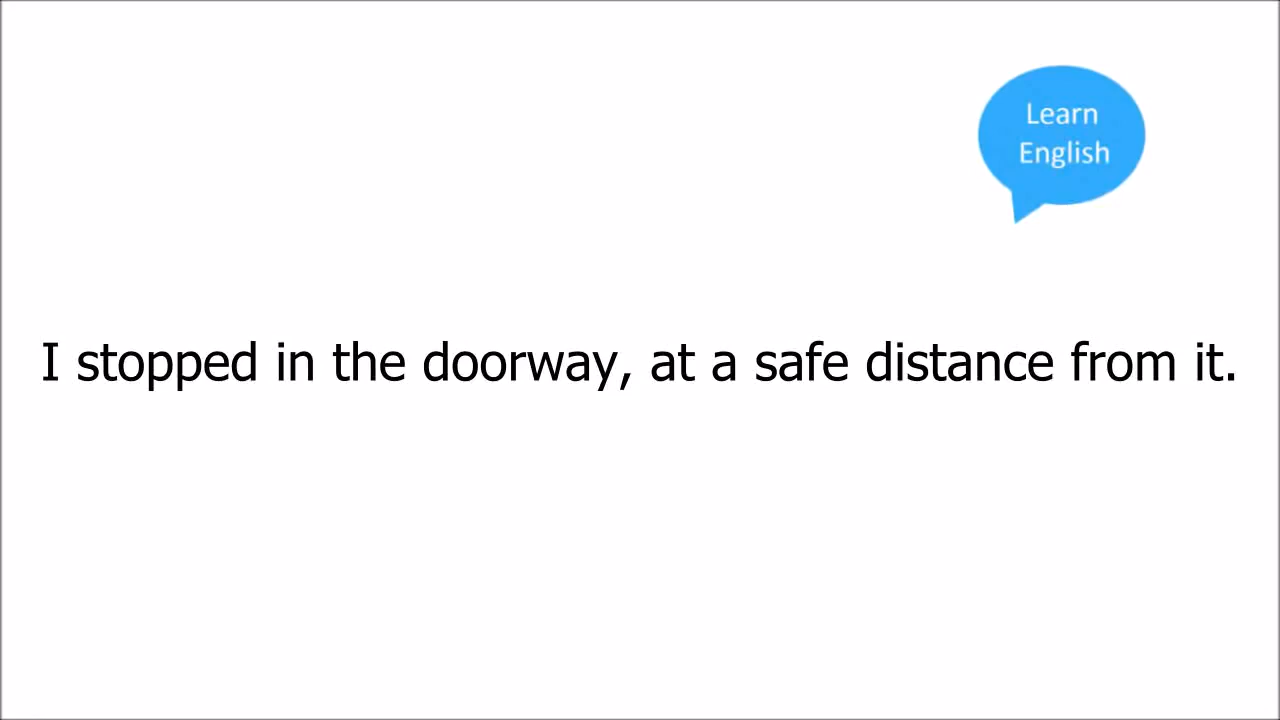 Learn
English
I stopped in the doorway, at a safe distance from it.